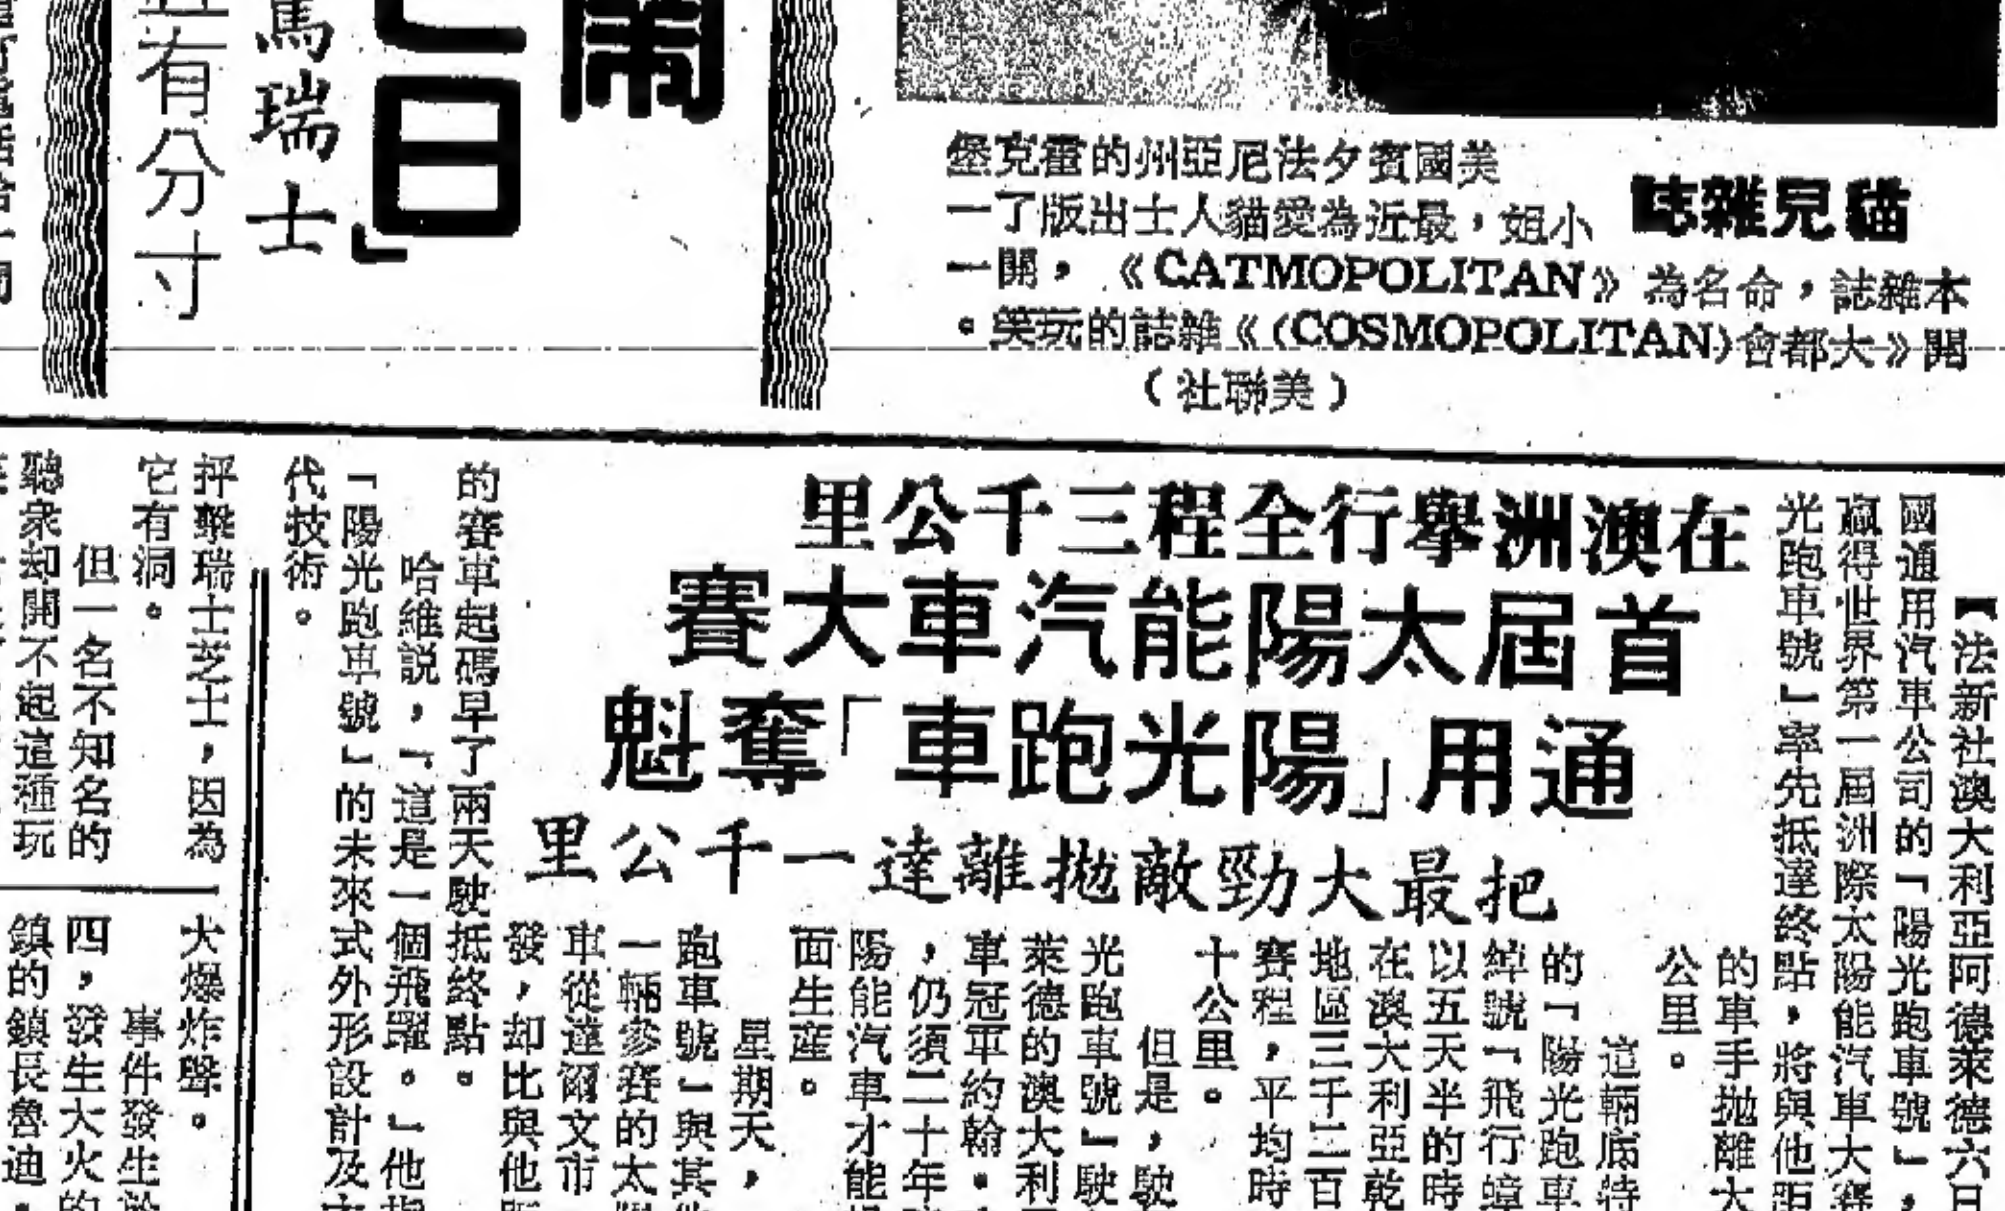 鬧
日」
瑞士
有分寸
貓兒雜誌
美國賓夕法尼亞州的雷克堡
小姐,最近為愛貓人士出版了一
本雜誌,命名為《CATMOPOLITAN》,開一
開《大都會(COSMOPOLITAN)》雜誌的玩笑。
(美聯社)
在澳洲舉行全程三千公里
首屆太陽能汽車大賽
通用「陽光跑車」奪魁
把最大勁敵拋離達一千公里
【法新社澳大利亞阿德萊德六日
國通用汽車公司的「陽光跑車號」,
贏得世界第一屆洲際太陽能汽車大賽
光跑車號」率先抵達終點,將與他距
的車手拋離大
公里。
這輛底特
的「陽光跑車
綽號「飛行蟑
以五天半的時
在澳大利亞乾
地區三千二百
賽程,平均時
十公里。
但是,駛
光跑車號」駛
萊德的澳大利
車冠軍約翰・
,仍須二十年
陽能汽車才能
面生產。
星期天,
跑車號」與其他
一輛參賽的太陽
車從達爾文市
發,却比與他距
的賽車起碼早了兩天駛抵終點。
哈維説,「這是一個飛躍。」他指
「陽光跑車號」的未來式外形設計及
代技術。
抨擊瑞士芝士,因為
它有洞。
但一名不知名的
聽衆却開不起這種玩
大爆炸聲。
事件發生於
四,發生大火的
鎮的鎮長魯迪・